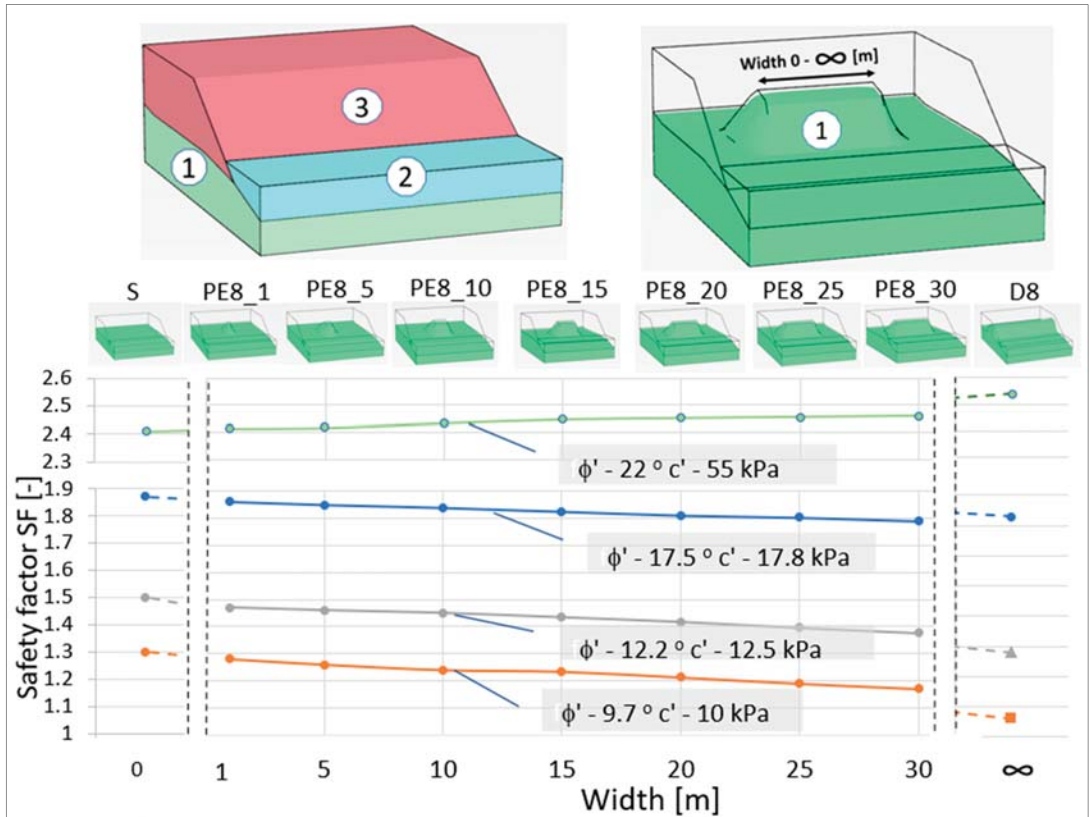 Width 0 - ∞ [m]
3
1
2
1
S PE8_1 PE8_5 PE8_10 PE8_15 PE8_20 PE8_25 PE8_30 D8
2.6
2.5
2.4
2.3
1.9
1.8
1.7
1.6
1.5
1.4
1.3
1.2
1.1
1
Safety factor SF [-]
ϕ' - 22 ° c' - 55 kPa
ϕ' - 17.5 ° c' - 17.8 kPa
ϕ' - 12.2 ° c' - 12.5 kPa
ϕ' - 9.7 ° c' - 10 kPa
0 1 5 10 15 20 25 30 ∞
Width [m]